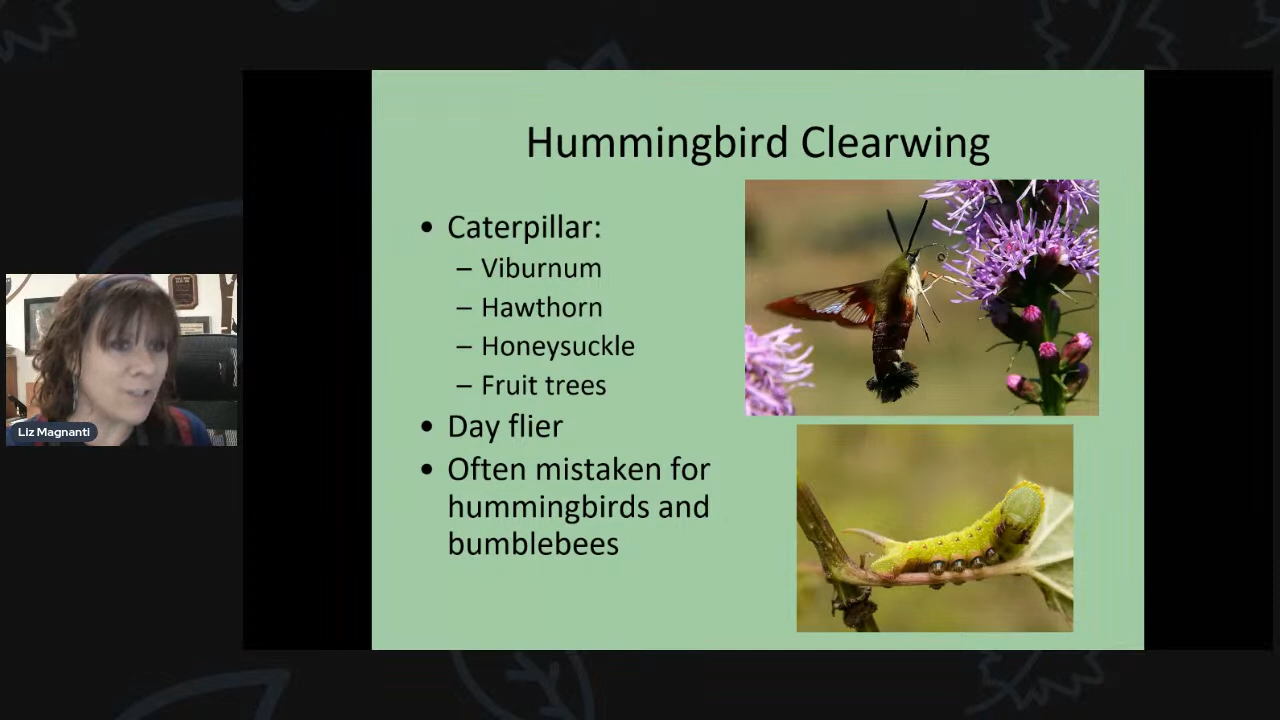 Hummingbird Clearwing
• Caterpillar:
– Viburnum
– Hawthorn
– Honeysuckle
– Fruit trees
• Day flier
• Often mistaken for
hummingbirds and
bumblebees
Liz Magnanti